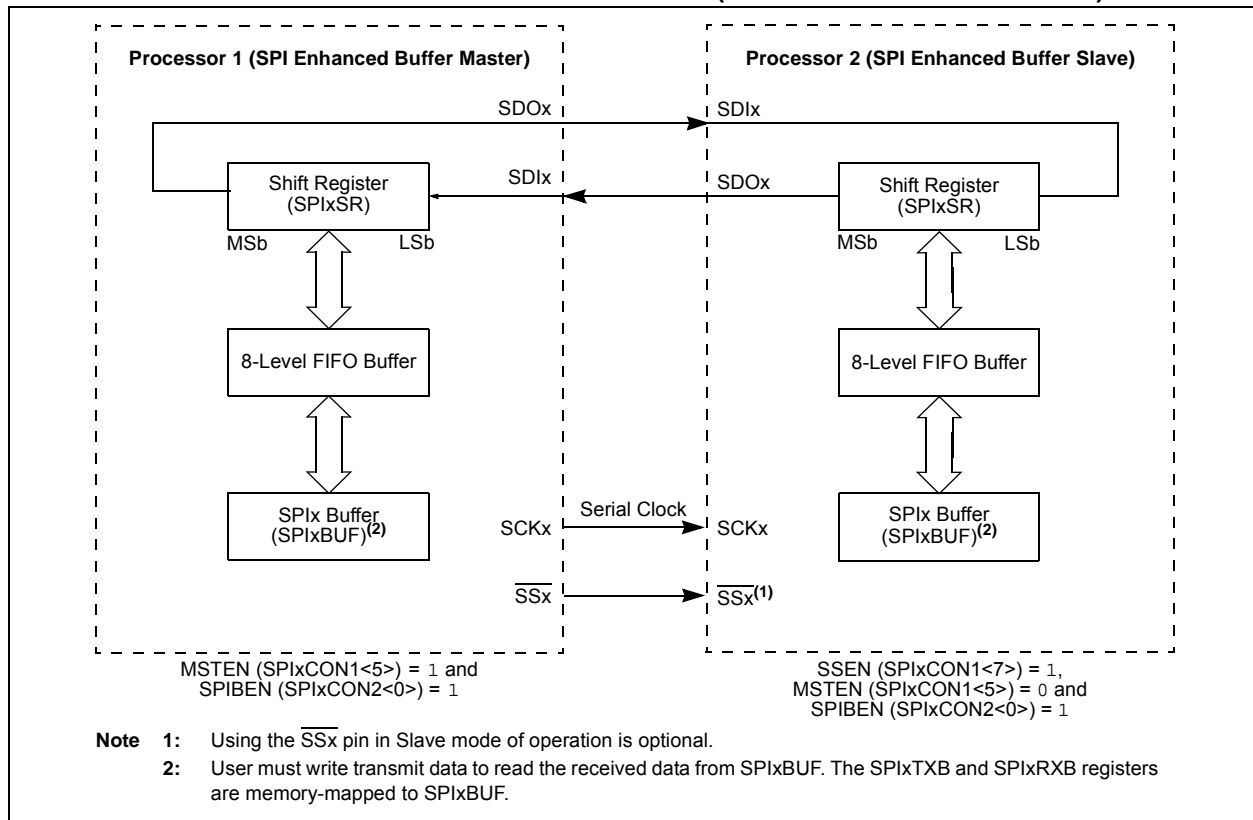 Processor 1 (SPI Enhanced Buffer Master)
Processor 2 (SPI Enhanced Buffer Slave)
SDOx
SDIx
Shift Register
(SPIxSR)
SDIx
SDOx
Shift Register
(SPIxSR)
MSb
LSb
MSb
LSb
8-Level FIFO Buffer
8-Level FIFO Buffer
SPIx Buffer
(SPIxBUF)(2)
SCKx
Serial Clock
SCKx
SPIx Buffer
(SPIxBUF)(2)
SSx
SSx(1)
MSTEN (SPIxCON1<5>) = 1 and
SPIBEN (SPIxCON2<0>) = 1
SSEN (SPIxCON1<7>) = 1,
MSTEN (SPIxCON1<5>) = 0 and
SPIBEN (SPIxCON2<0>) = 1
Note 1: Using the SSx pin in Slave mode of operation is optional.
2: User must write transmit data to read the received data from SPIxBUF. The SPIxTXB and SPIxRXB registers
are memory-mapped to SPIxBUF.